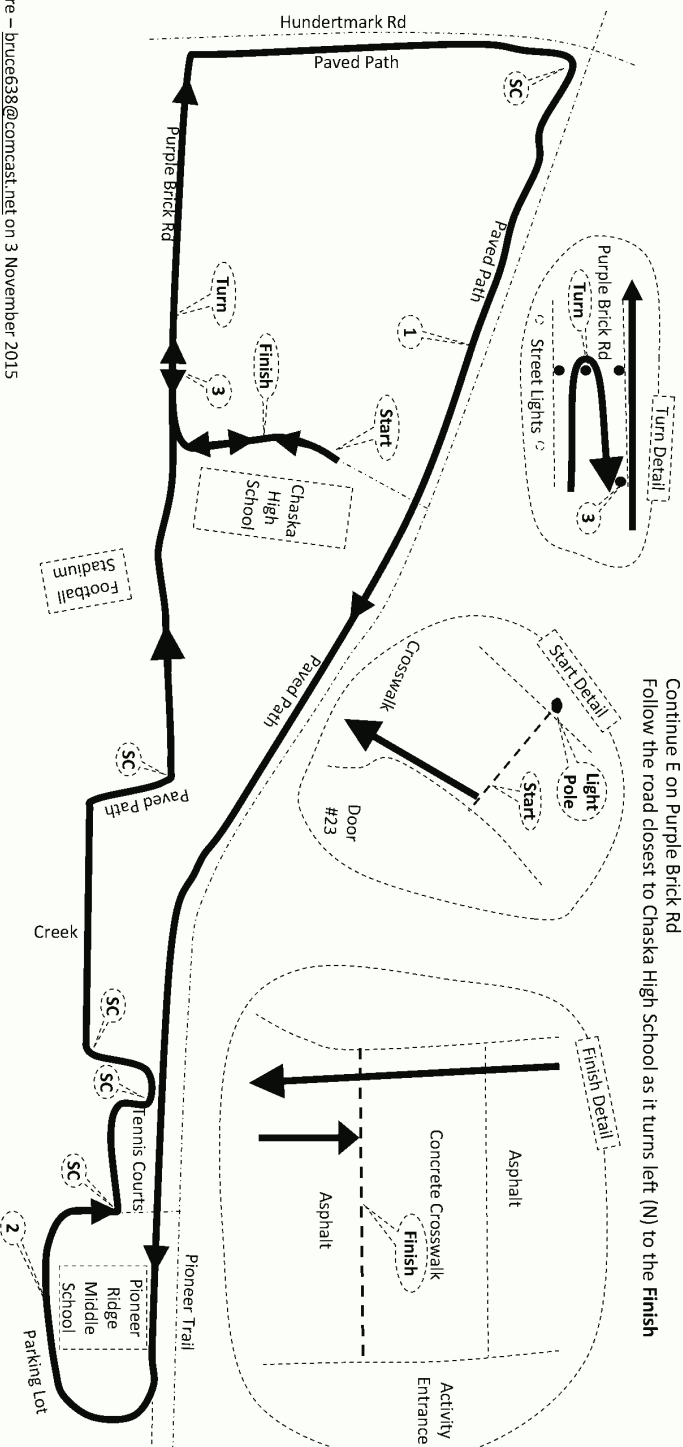 Continue E on Purple Brick Rd
Follow the road closest to Chaska High School as it turns left (N) to the Finish
Turn Detail
Purple Brick Rd
Turn
3
Street Lights
Start Detail
Light
Pole
Start
Crosswalk
Door
#23
Finish Detail
Asphalt
Concrete Crosswalk
Finish
Asphalt
Activity
Entrance
Hundertmark Rd
Paved Path
SC
Paved Path
1
Purple Brick Rd
Turn
3
Finish
Start
Chaska
High
School
Paved Path
Football
Stadium
SC
Paved Path
Creek
SC
SC
Tennis Courts
SC
2
Pioneer Trail
Pioneer
Ridge
Middle
School
Parking Lot
re – bruce638@comcast.net on 3 November 2015